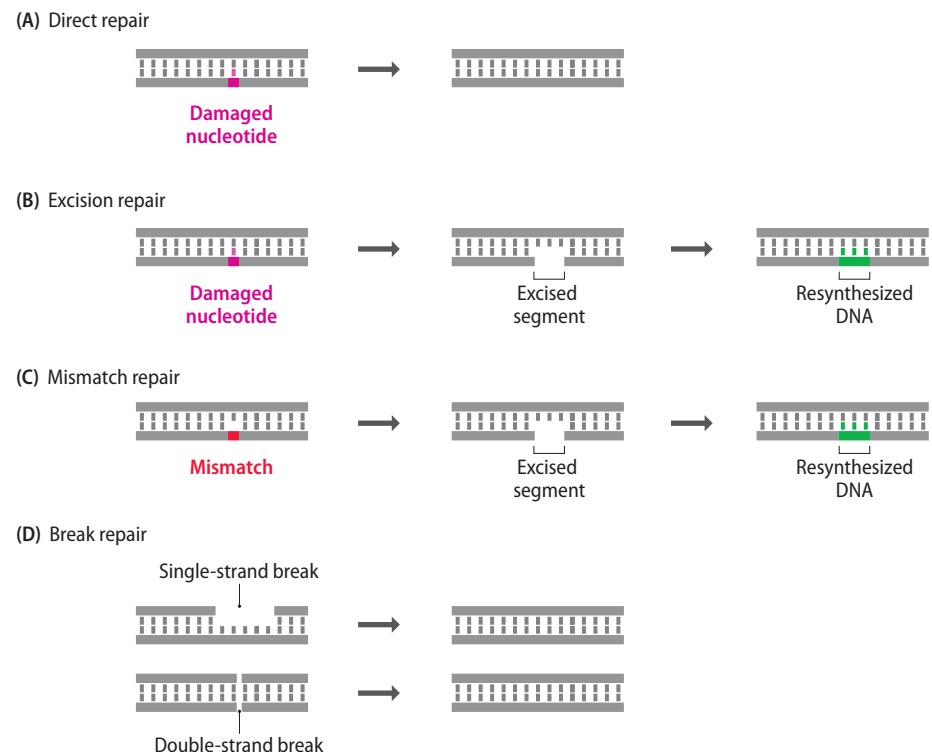 (A) Direct repair
Damaged
nucleotide
(B) Excision repair
Damaged
nucleotide
Excised
segment
Resynthesized
DNA
(C) Mismatch repair
Mismatch
Excised
segment
Resynthesized
DNA
(D) Break repair
Single-strand break
Double-strand break